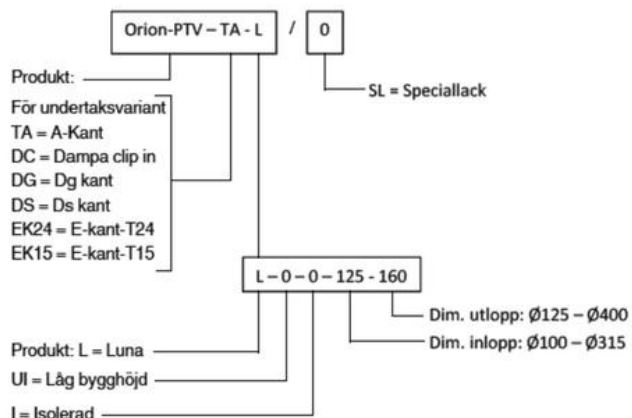 Orion-PTV – TA - L / 0
Produkt:
SL = Speciallack
För undertaksvariant
TA = A-Kant
DC = Dampa clip in
DG = Dg kant
DS = Ds kant
EK24 = E-kant-T24
EK15 = E-kant-T15
L – 0 – 0 – 125 - 160
Dim. utlopp: Ø125 – Ø400
Dim. inlopp: Ø100 – Ø315
Produkt: L = Luna
UI = Låg bygghöjd
I = Isolerad